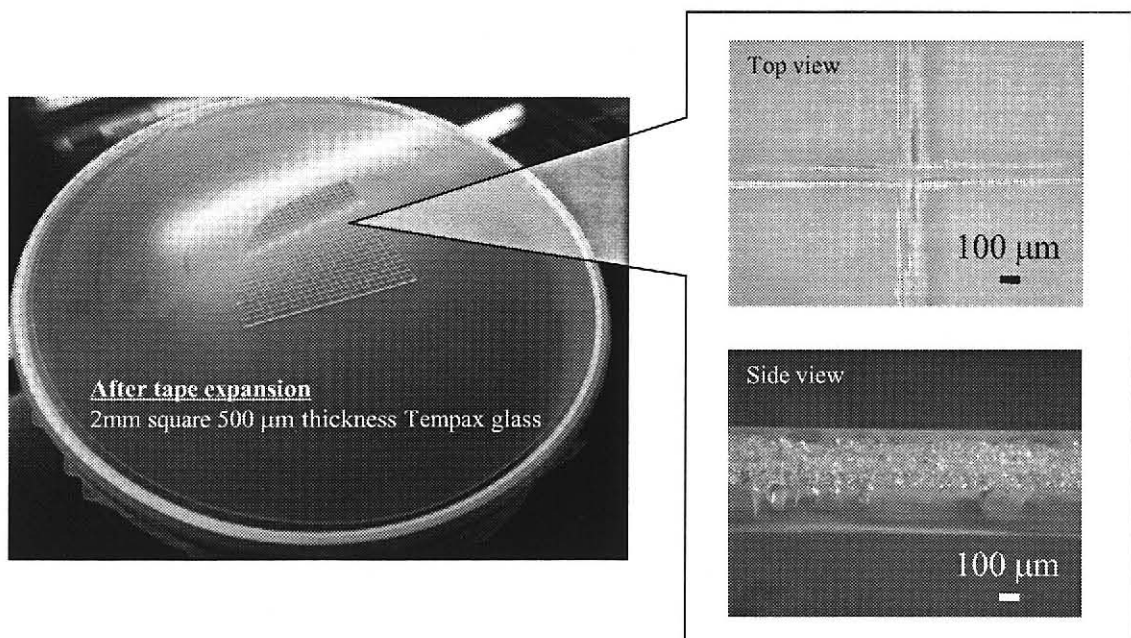 After tape expansion
2mm square 500 μm thickness Tempax glass
Top view
100 μm
Side view
100 μm